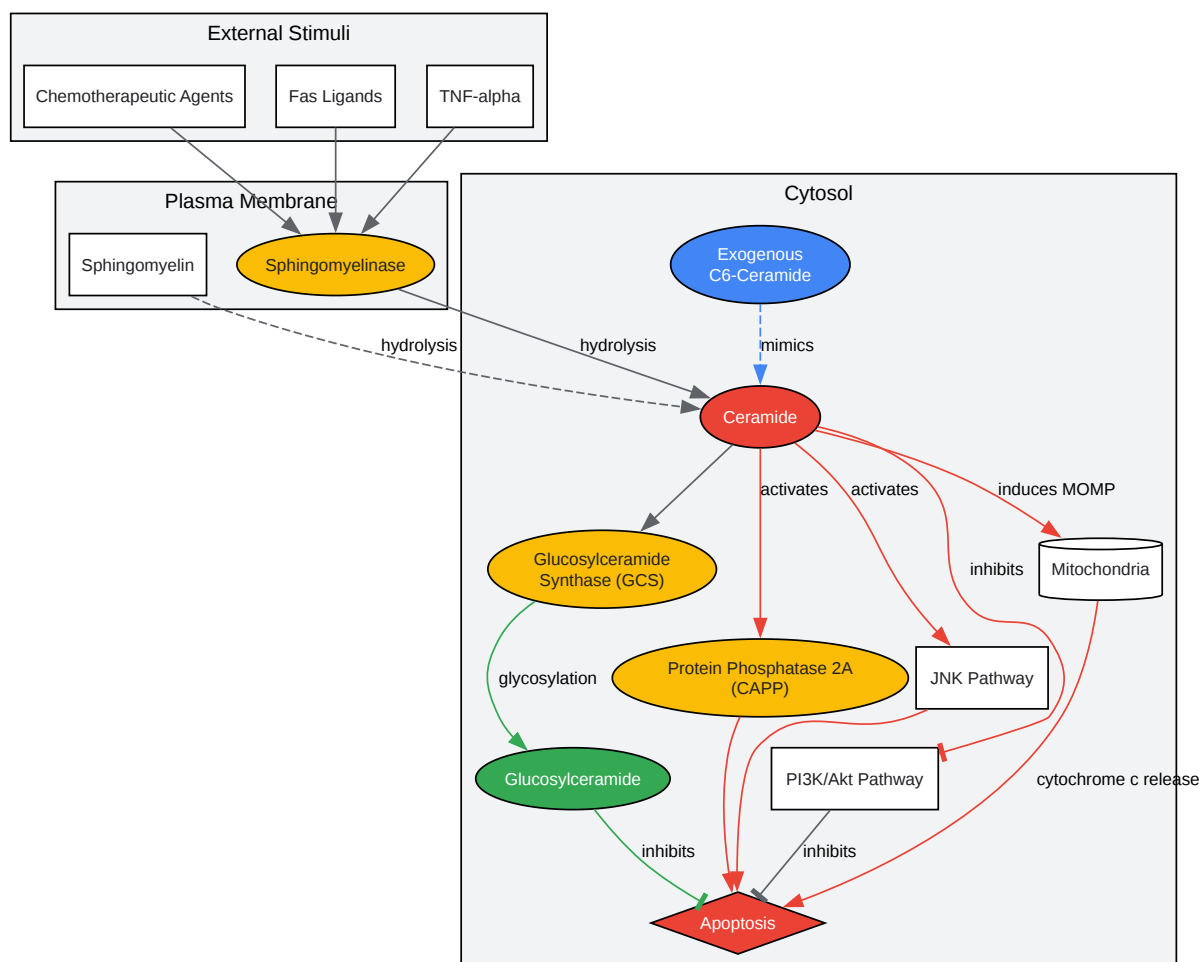 External Stimuli
Chemotherapeutic Agents
Fas Ligands
TNF-alpha
Plasma Membrane
Cytosol
Sphingomyelin
Sphingomyelinase
Exogenous
C6-Ceramide
hydrolysis
hydrolysis
mimics
Ceramide
activates
activates
induces MOMP
Glucosylceramide
Synthase (GCS)
inhibits
Mitochondria
glycosylation
Protein Phosphatase 2A
(CAPP)
JNK Pathway
Glucosylceramide
PI3K/Akt Pathway
cytochrome c release
inhibits
inhibits
Apoptosis